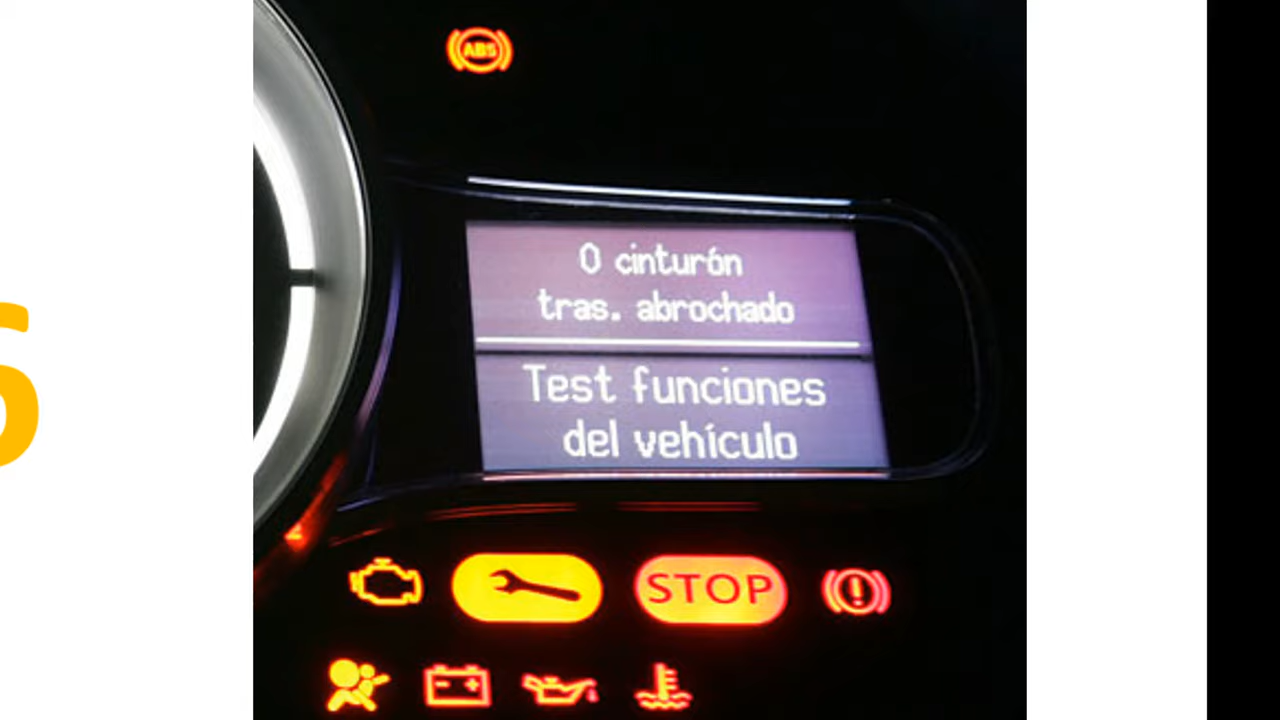 ABS
0 cinturón
tras. abrochado
Test funciones
del vehículo
STOP